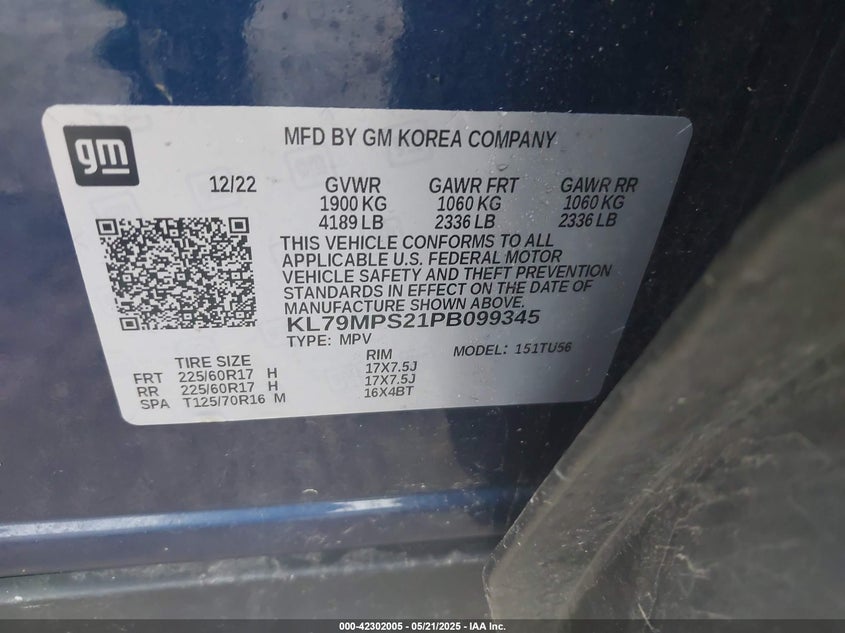 gm
MFD BY GM KOREA COMPANY
12/22 GVWR GAWR FRT GAWR RR
1900 KG 1060 KG 1060 KG
4189 LB 2336 LB 2336 LB
THIS VEHICLE CONFORMS TO ALL
APPLICABLE U.S. FEDERAL MOTOR
VEHICLE SAFETY AND THEFT PREVENTION
STANDARDS IN EFFECT ON THE DATE OF
MANUFACTURE SHOWN ABOVE.
KL79MPS21PB099345
TYPE: MPV MODEL: 151TU56
TIRE SIZE RIM
FRT 225/60R17 H 17X7.5J
RR 225/60R17 H 17X7.5J
SPA T125/70R16 M 16X4BT
000-42302005 - 05/21/2025 - IAA Inc.